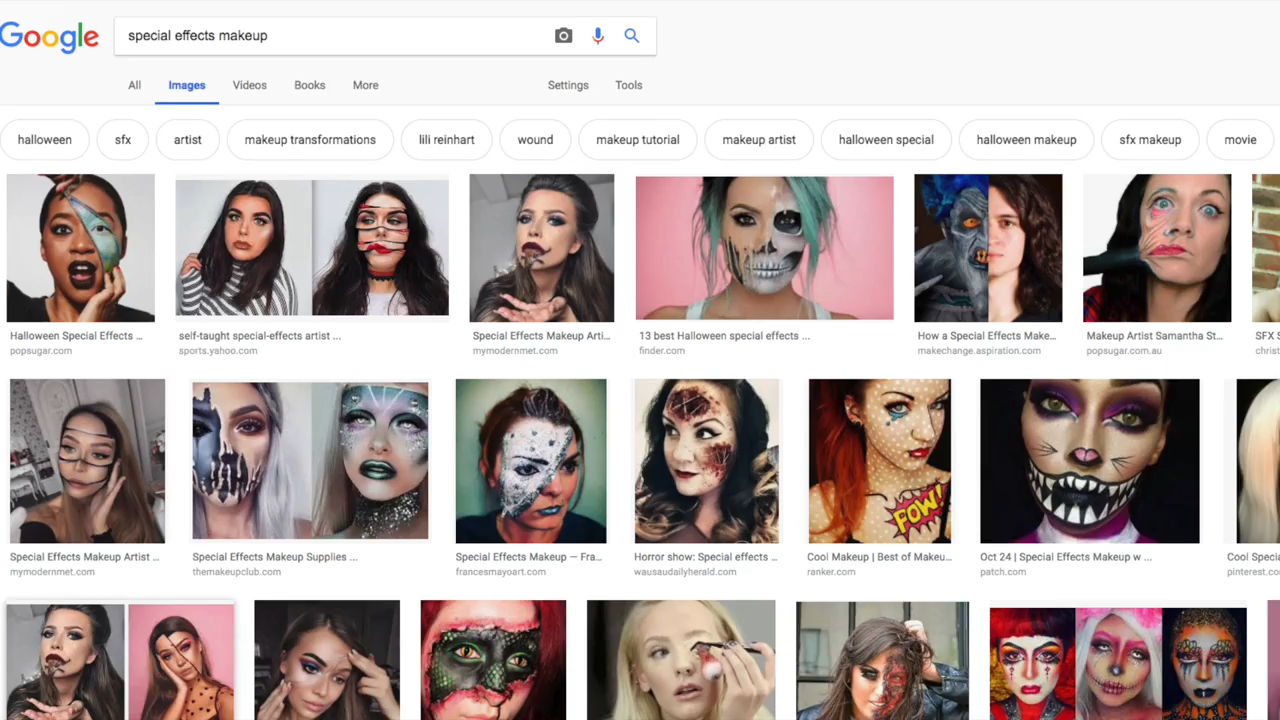 Google
special effects makeup
All Images Videos Books More Settings Tools
halloween sfx artist makeup transformations lili reinhart wound makeup tutorial makeup artist halloween special halloween makeup sfx makeup movie
Halloween Special Effects ... self-taught special-effects artist ... Special Effects Makeup Arti... 13 best Halloween special effects ... How a Special Effects Make... Makeup Artist Samantha St... SFX
popsugar.com sports.yahoo.com mymodernmet.com finder.com makechange.aspiration.com popsugar.com.au
Special Effects Makeup Artist ... Special Effects Makeup Supplies ... Special Effects Makeup — Fra... Horror show: Special effects ... Cool Makeup | Best of Makeu... Oct 24 | Special Effects Makeup w ... Cool
mymodernmet.com themakeupclub.com francesmayoart.com wausaudailyherald.com ranker.com patch.com
POW!